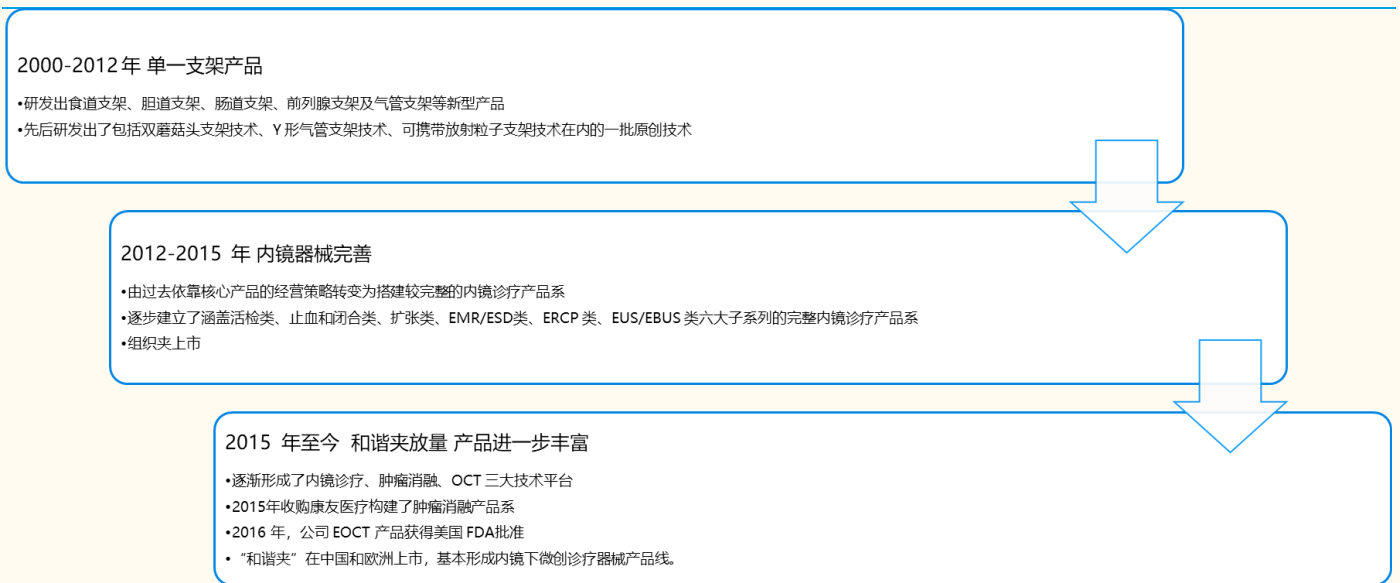 2000-2012年 单一支架产品
•研发出食道支架、胆道支架、肠道支架、前列腺支架及气管支架等新型产品
•先后研发出了包括双蘑菇头支架技术、Y形气管支架技术、可携带放射粒子支架技术在内的一批原创技术
2012-2015 年 内镜器械完善
•由过去依靠核心产品的经营策略转变为搭建较完整的内镜诊疗产品系
•逐步建立了涵盖活检类、止血和闭合类、扩张类、EMR/ESD类、ERCP 类、EUS/EBUS 类六大子系列的完整内镜诊疗产品系
•组织夹上市
2015 年至今 和谐夹放量 产品进一步丰富
•逐渐形成了内镜诊疗、肿瘤消融、OCT 三大技术平台
•2015年收购康友医疗构建了肿瘤消融产品系
•2016 年，公司 EOCT 产品获得美国 FDA批准
•“和谐夹”在中国和欧洲上市，基本形成内镜下微创诊疗器械产品线。